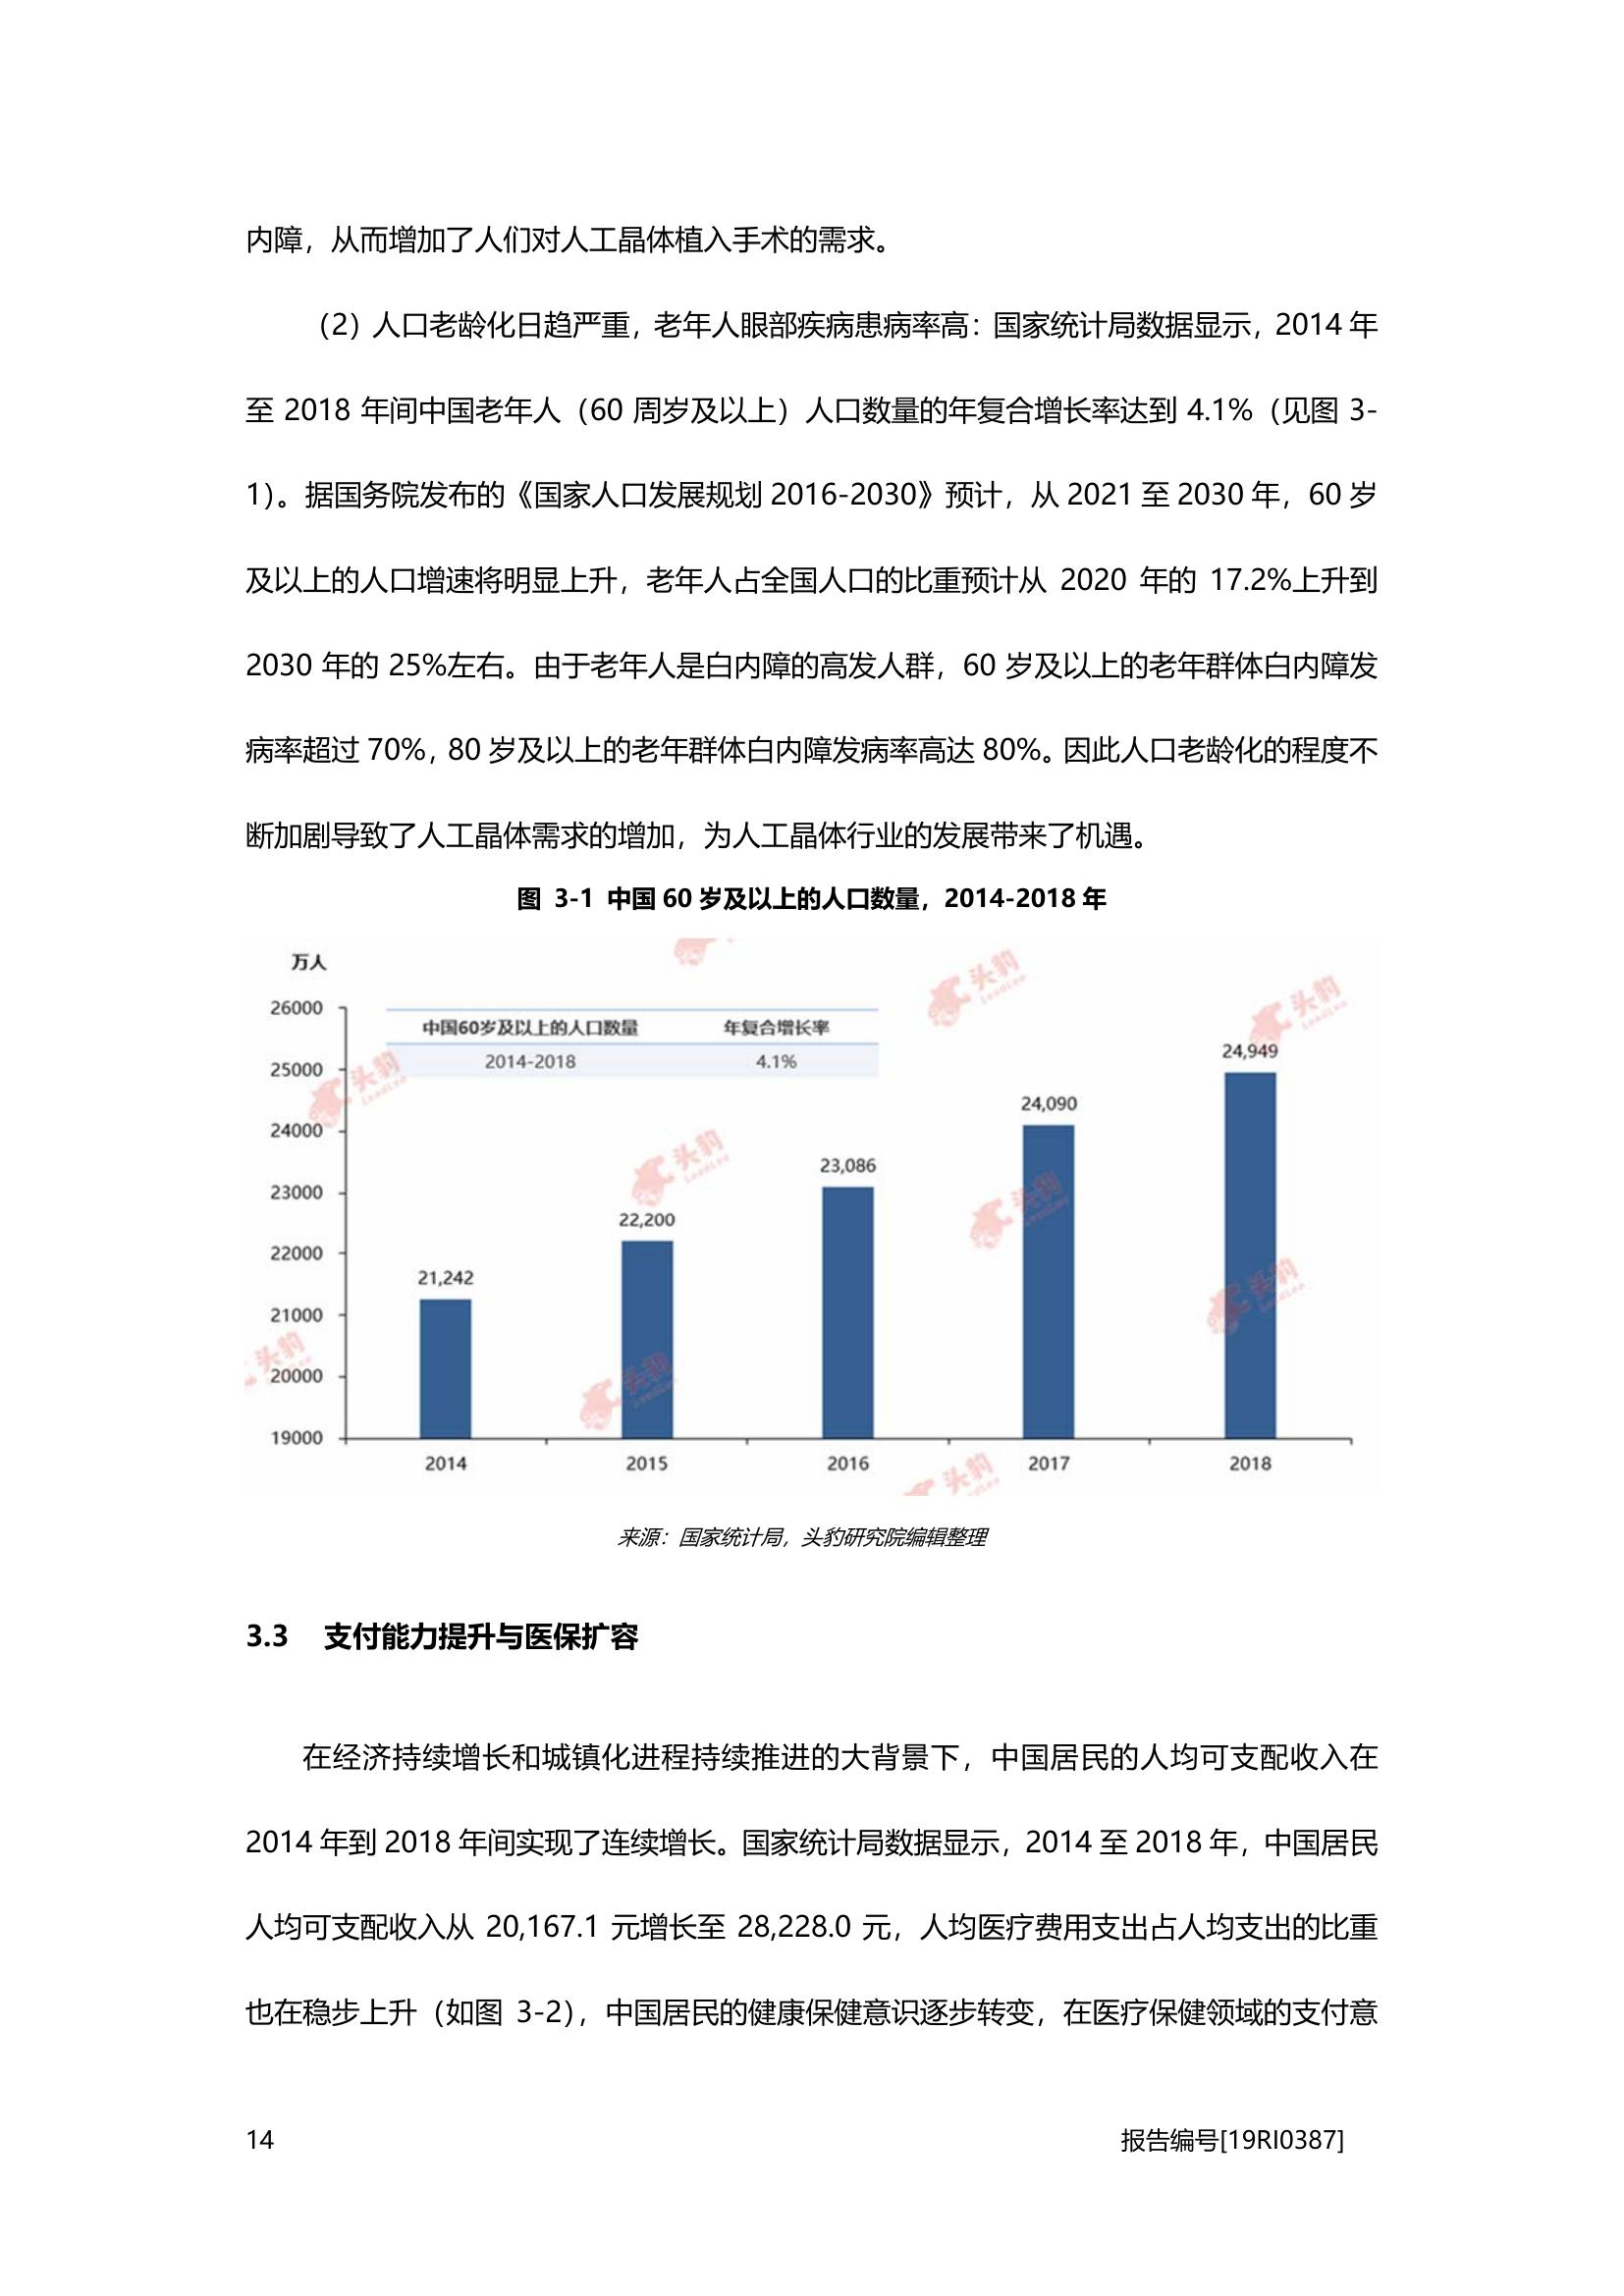 内障，从而增加了人们对人工晶体植入手术的需求。
（2）人口老龄化日趋严重，老年人眼部疾病患病率高：国家统计局数据显示，2014 年
至 2018 年间中国老年人（60 周岁及以上）人口数量的年复合增长率达到 4.1%（见图 3-
1）。据国务院发布的《国家人口发展规划 2016-2030》预计，从 2021 至 2030 年，60 岁
及以上的人口增速将明显上升，老年人占全国人口的比重预计从 2020 年的 17.2%上升到
2030 年的 25%左右。由于老年人是白内障的高发人群，60 岁及以上的老年群体白内障发
病率超过 70%，80 岁及以上的老年群体白内障发病率高达 80%。因此人口老龄化的程度不
断加剧导致了人工晶体需求的增加，为人工晶体行业的发展带来了机遇。
图 3-1 中国 60 岁及以上的人口数量，2014-2018 年
万人
26000
25000
24000
23000
22000
21000
20000
19000
中国60岁及以上的人口数量 年复合增长率
2014-2018 4.1%
21,242
22,200
23,086
24,090
24,949
2014 2015 2016 2017 2018
头豹
LeadLeo
头豹
LeadLeo
头豹
LeadLeo
头豹
LeadLeo
头豹
LeadLeo
头豹
LeadLeo
头豹
头豹
LeadLeo
头豹
来源：国家统计局，头豹研究院编辑整理
3.3 支付能力提升与医保扩容
在经济持续增长和城镇化进程持续推进的大背景下，中国居民的人均可支配收入在
2014 年到 2018 年间实现了连续增长。国家统计局数据显示，2014 至 2018 年，中国居民
人均可支配收入从 20,167.1 元增长至 28,228.0 元，人均医疗费用支出占人均支出的比重
也在稳步上升（如图 3-2），中国居民的健康保健意识逐步转变，在医疗保健领域的支付意
14 报告编号[19RI0387]